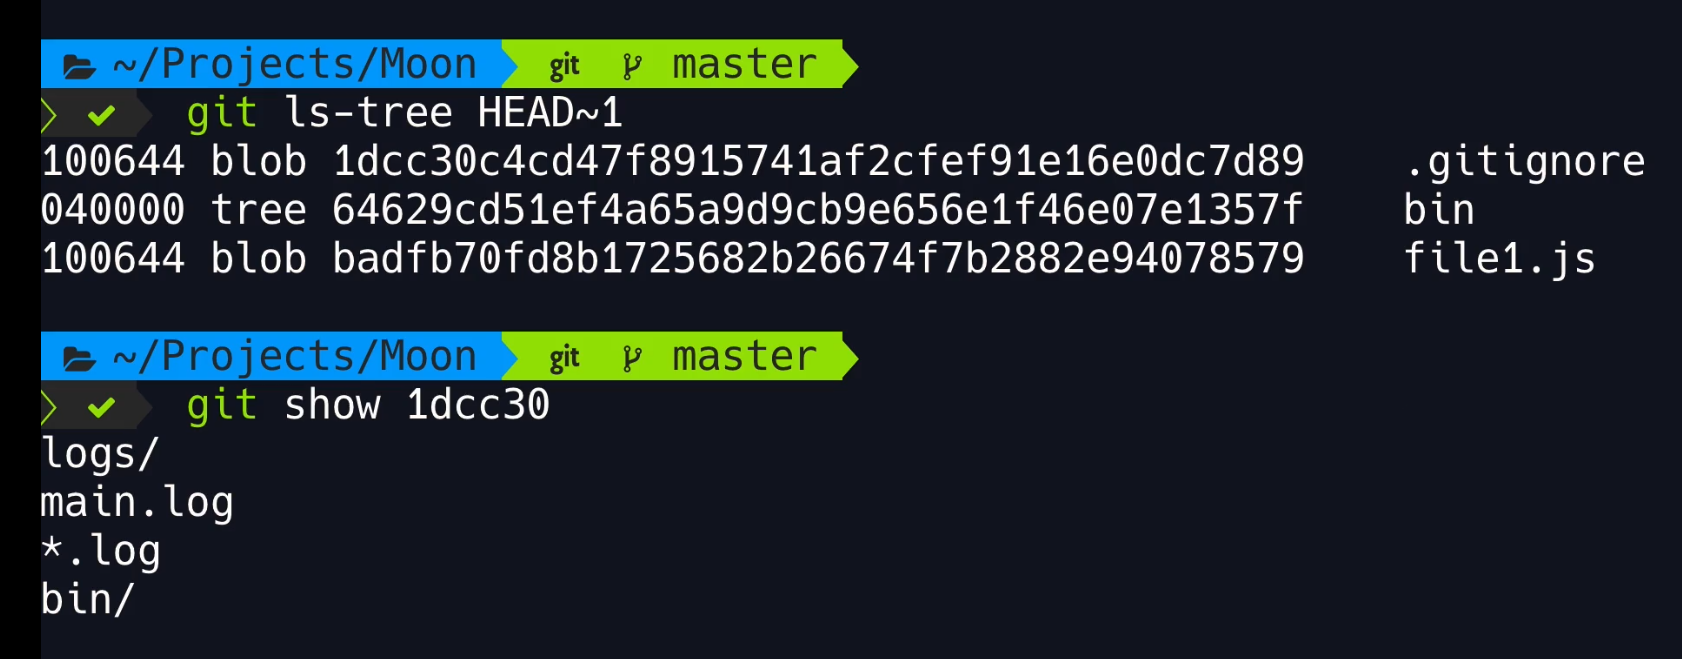 ~/Projects/Moon git master
git ls-tree HEAD~1
100644 blob 1dcc30c4cd47f8915741af2cfef91e16e0dc7d89 .gitignore
040000 tree 64629cd51ef4a65a9d9cb9e656e1f46e07e1357f bin
100644 blob badfb70fd8b1725682b26674f7b2882e94078579 file1.js
~/Projects/Moon git master
git show 1dcc30
logs/
main.log
*.log
bin/